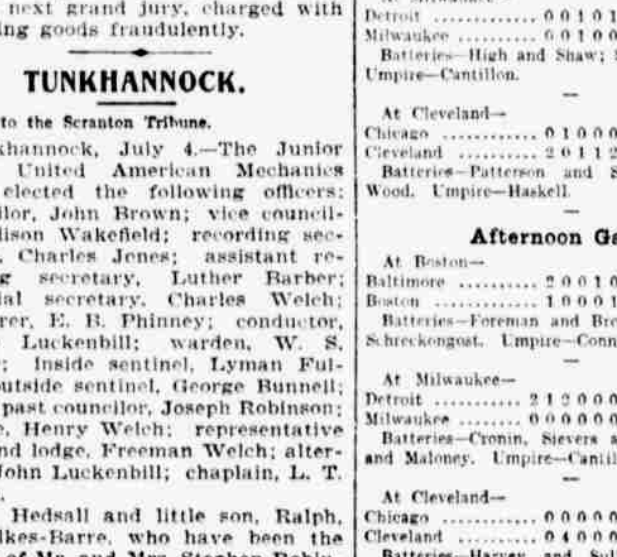 next grand jury, charged with
ing goods fraudulently.
TUNKHANNOCK.
to the Scranton Tribune.
khannock, July 4.—The Junior
United American Mechanics
elected the following officers:
ilor, John Brown; vice council-
lison Wakefield; recording sec-
, Charles Jones; assistant re-
g secretary, Luther Barber;
ial secretary, Charles Welch;
rer, E. B. Phinney; conductor,
Luckenbill; warden, W. S.
; inside sentinel, Lyman Ful-
outside sentinel, George Bunnell;
past councilor, Joseph Robinson;
e, Henry Welch; representative
nd lodge, Freeman Welch; alter-
John Luckenbill; chaplain, L. T.
.
Hedsall and little son, Ralph,
lkes-Barre, who have been the
of Mr. and Mrs. Stephen Robin-
Detroit ............ 0 0 1 0 1
Milwaukee ......... 0 0 1 0 0
Batteries—High and Shaw;
Umpire—Cantillon.
At Cleveland—
Chicago ............ 0 1 0 0 0
Cleveland .......... 2 0 1 1 2
Batteries—Patterson and S
Wood. Umpire—Haskell.
Afternoon Ga
At Boston—
Baltimore .......... 2 0 0 1 0
Boston ............. 1 0 0 0 1
Batteries—Foreman and Bre
Schreckongost. Umpire—Conn
At Milwaukee—
Detroit ............ 2 1 2 0 0 0
Milwaukee ........ 0 0 0 0 0 0
Batteries—Cronin, Sievers a
and Maloney. Umpire—Cantil
At Cleveland—
Chicago ............ 0 0 0 0 0
Cleveland .......... 0 4 0 0 0
Batteries—Harvey and Sul